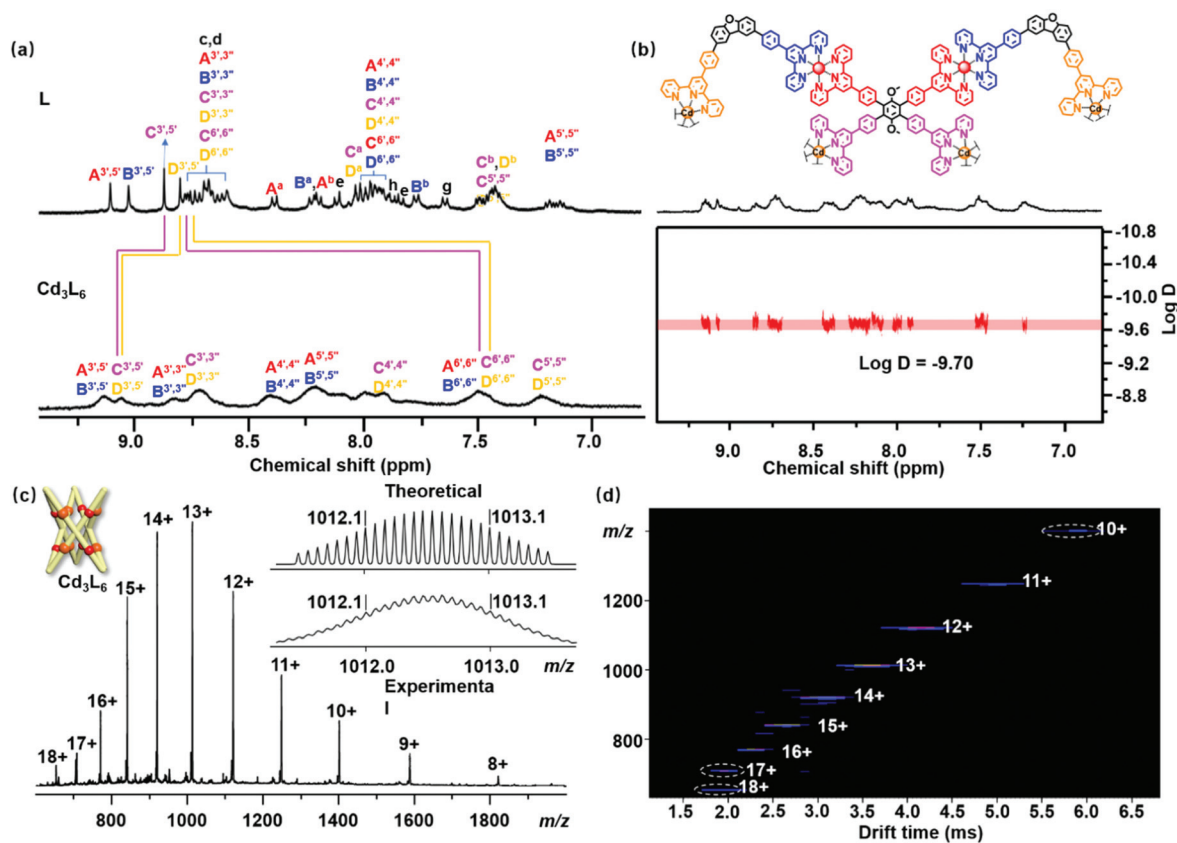 (a)
L
c,d
A3',3"
B3',3"
C3',3"
D3',3"
C6,6"
D6,6"
A3',5'
B3',5'
C3',5'
D3',5'
Aa
Ba,Ab
e
Ca
Da
A4',4"
B4',4"
C4',4"
D4',4"
C6,6"
D6,6"
h
e
Bb
g
Cb,Db
C5',5"
A5',5"
B5',5"
Cd3L6
A3',5'
B3',5'
C3',5'
D3',5'
A3',3"
B3',3"
C3',3"
D3',3"
A4',4"
B4',4"
A5',5"
B5',5"
C4',4"
D4',4"
A6',6"
B6',6"
C6',6"
D6',6"
C5',5"
D5',5"
9.0 8.5 8.0 7.5 7.0
Chemical shift (ppm)
(b)
Cd
Cd
Cd
Cd
-10.8
-10.4
-10.0
-9.6
-9.2
-8.8
Log D
Log D = -9.70
9.0 8.5 8.0 7.5 7.0
Chemical shift (ppm)
(c)
Cd3L6
18+
17+
16+
15+
14+
13+
12+
11+
10+
9+
8+
Theoretical
1012.1 1013.1
1012.1 1013.1
1012.0 1013.0 m/z
Experimenta
l
800 1000 1200 1400 1600 1800 m/z
(d)
m/z
1200
1000
800
10+
11+
12+
13+
14+
15+
16+
17+
18+
1.5 2.0 2.5 3.0 3.5 4.0 4.5 5.0 5.5 6.0 6.5
Drift time (ms)